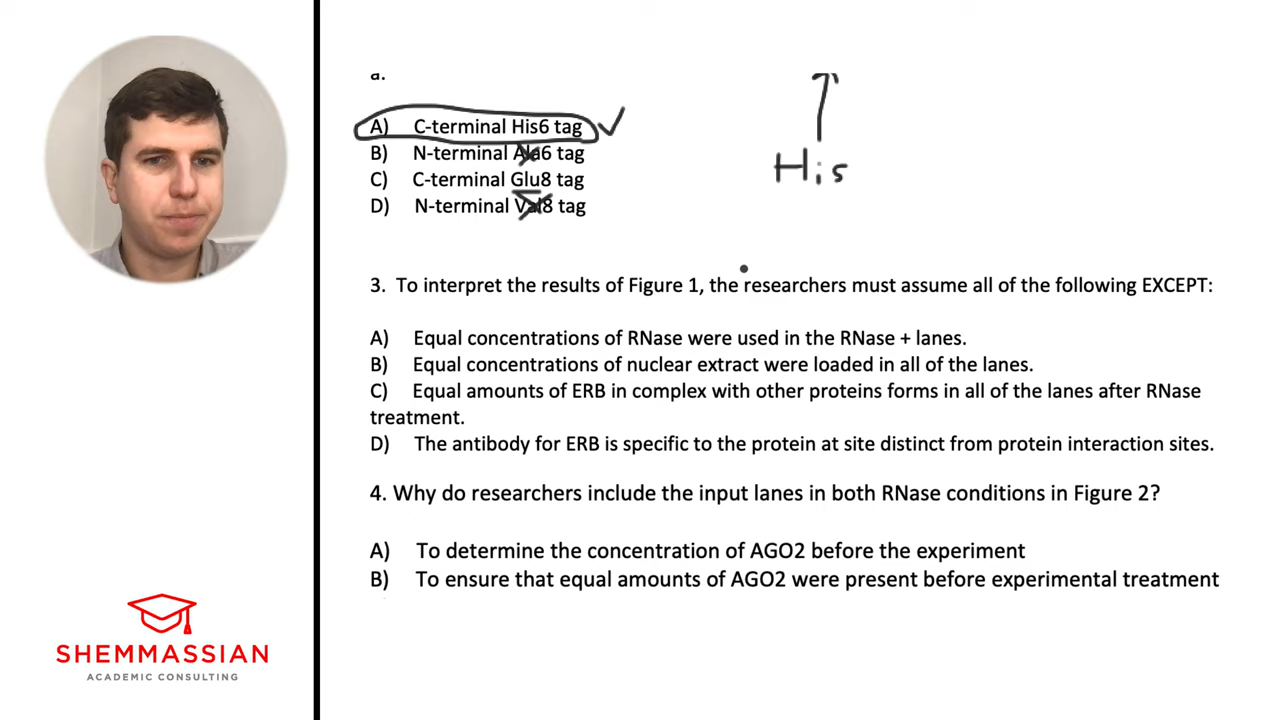 a.
A) C-terminal His6 tag
B) N-terminal Ala6 tag
C) C-terminal Glu8 tag
D) N-terminal Val8 tag
His
3. To interpret the results of Figure 1, the researchers must assume all of the following EXCEPT:
A) Equal concentrations of RNase were used in the RNase + lanes.
B) Equal concentrations of nuclear extract were loaded in all of the lanes.
C) Equal amounts of ERB in complex with other proteins forms in all of the lanes after RNase
treatment.
D) The antibody for ERB is specific to the protein at site distinct from protein interaction sites.
4. Why do researchers include the input lanes in both RNase conditions in Figure 2?
A) To determine the concentration of AGO2 before the experiment
B) To ensure that equal amounts of AGO2 were present before experimental treatment
SHEMMASSIAN
ACADEMIC CONSULTING